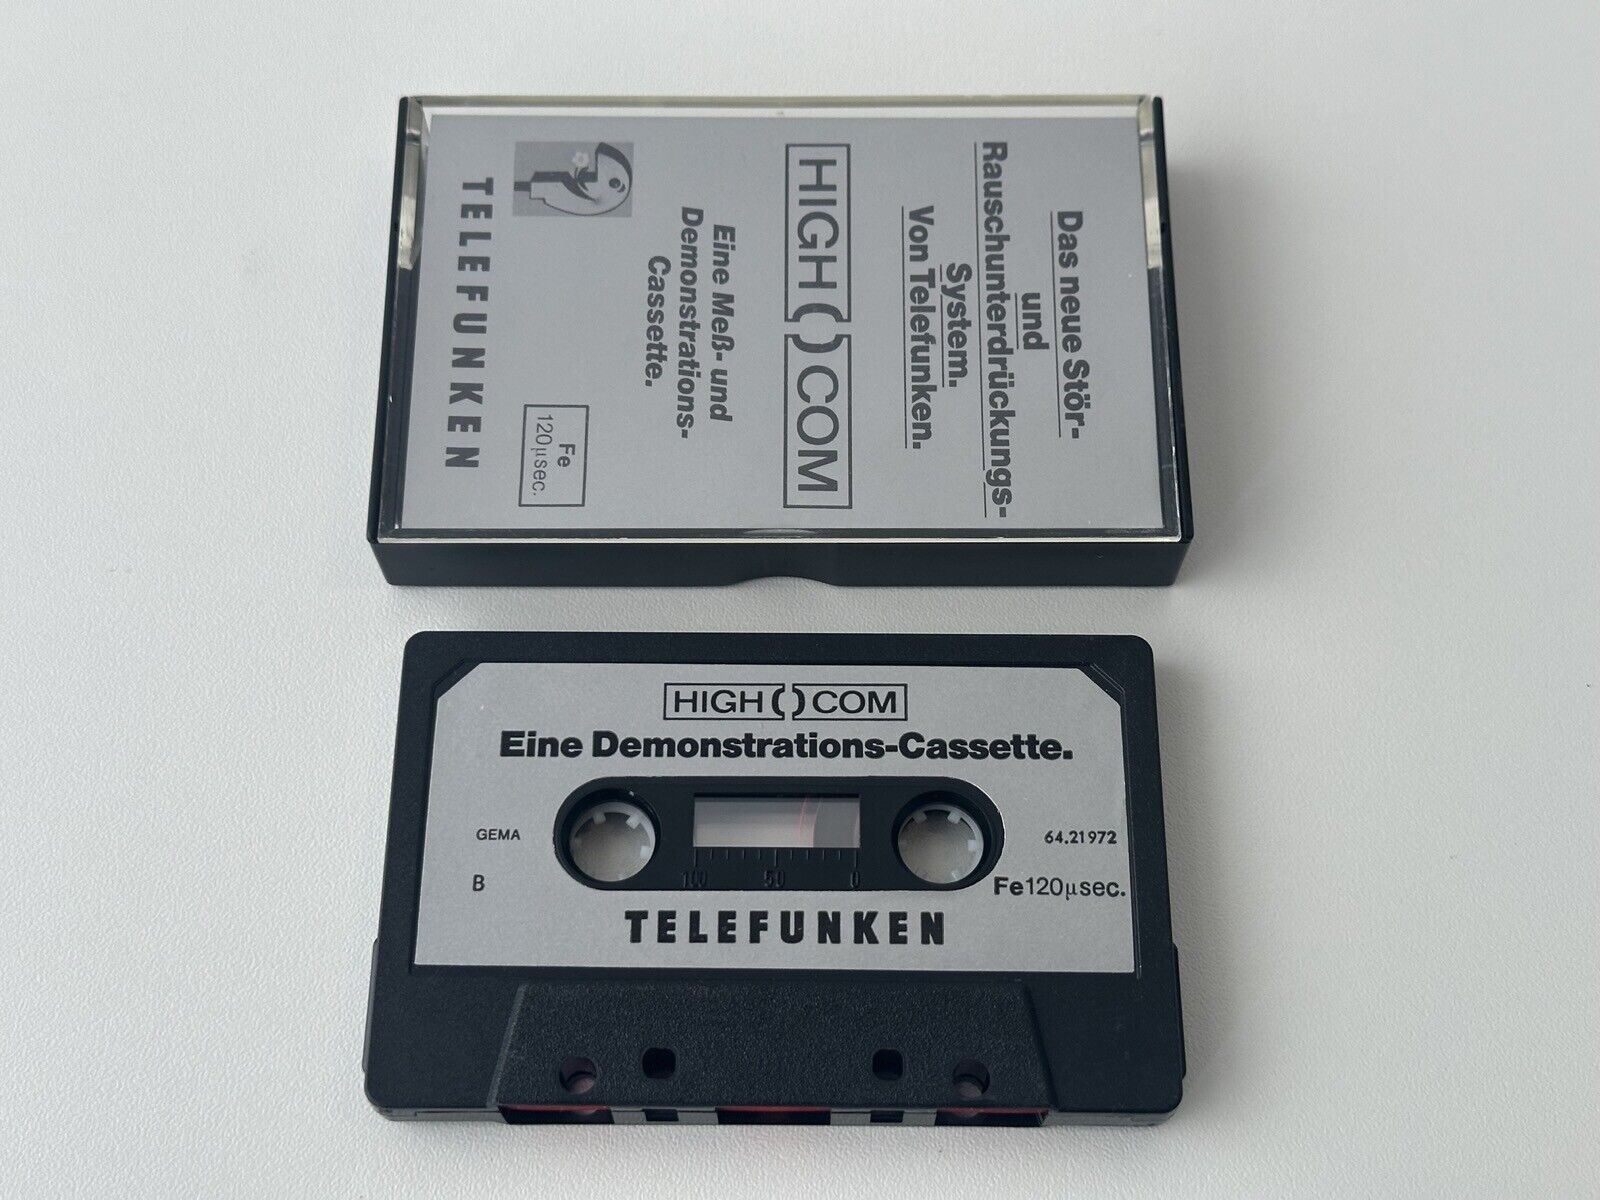 Das neue Stör-
und
Rauschunterdrückungs-
System.
Von Telefunken.
HIGH COM
Eine Meß- und
Demonstrations-
Cassette.
Fe
120µsec.
TELEFUNKEN
HIGH COM
Eine Demonstrations-Cassette.
GEMA
64.21972
B
100 50 0
Fe120µsec.
TELEFUNKEN